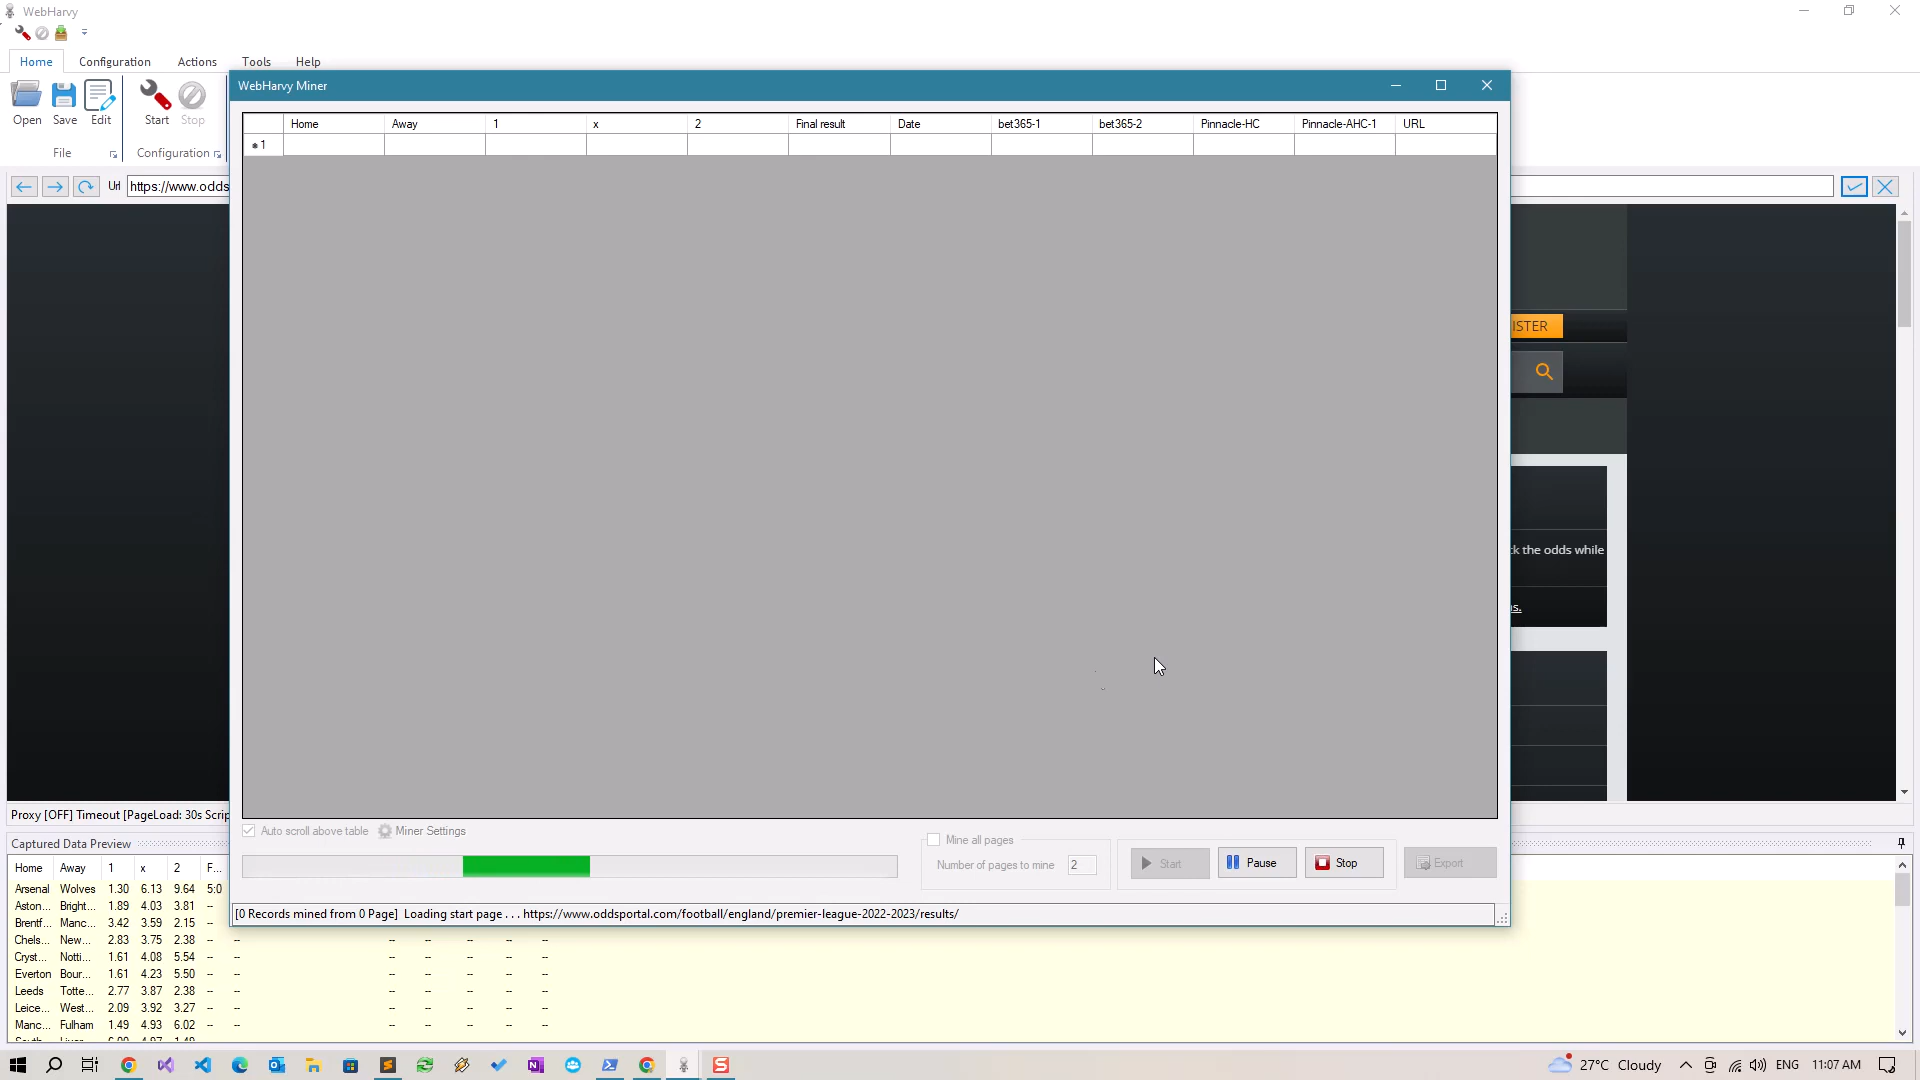 WebHarvy
Home Configuration Actions Tools Help
Open Save Edit Start Stop
File Configuration
Url https://www.odds
WebHarvy Miner
Home Away 1 x 2 Final result Date bet365-1 bet365-2 Pinnacle-HC Pinnacle-AHC-1 URL
1
ISTER
ck the odds while
s.
Auto scroll above table Miner Settings
Mine all pages
Number of pages to mine 2
Start Pause Stop Export
[0 Records mined from 0 Page] Loading start page . . . https://www.oddsportal.com/football/england/premier-league-2022-2023/results/
Proxy [OFF] Timeout [PageLoad: 30s Scrip
Captured Data Preview
Home Away 1 x 2 F...
Arsenal Wolves 1.30 6.13 9.64 5:0
Aston... Bright... 1.89 4.03 3.81 -- --
Brentf... Manc... 3.42 3.59 2.15 -- --
Chels... New... 2.83 3.75 2.38 -- -- -- -- -- -- --
Cryst... Notti... 1.61 4.08 5.54 -- -- -- -- -- -- --
Everton Bour... 1.61 4.23 5.50 -- -- -- -- -- -- --
Leeds Totte... 2.77 3.87 2.38 -- -- -- -- -- -- --
Leice... West... 2.09 3.92 3.27 -- -- -- -- -- -- --
Manc... Fulham 1.49 4.93 6.02 -- -- -- -- -- -- --
27°C Cloudy ENG 11:07 AM